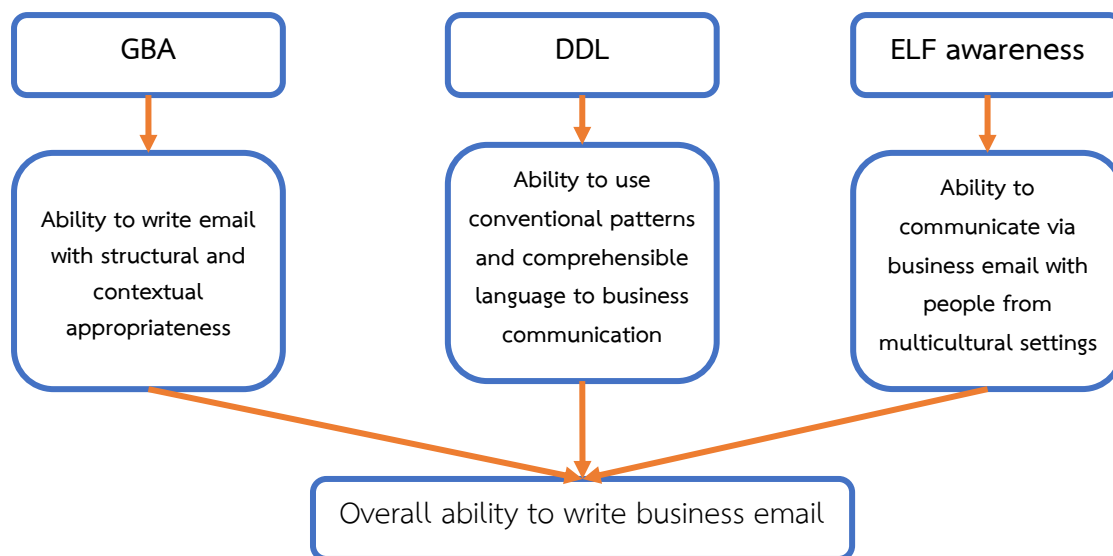 GBA
DDL
ELF awareness
Ability to write email
with structural and
contextual
appropriateness
Ability to use
conventional patterns
and comprehensible
language to business
communication
Ability to
communicate via
business email with
people from
multicultural settings
Overall ability to write business email